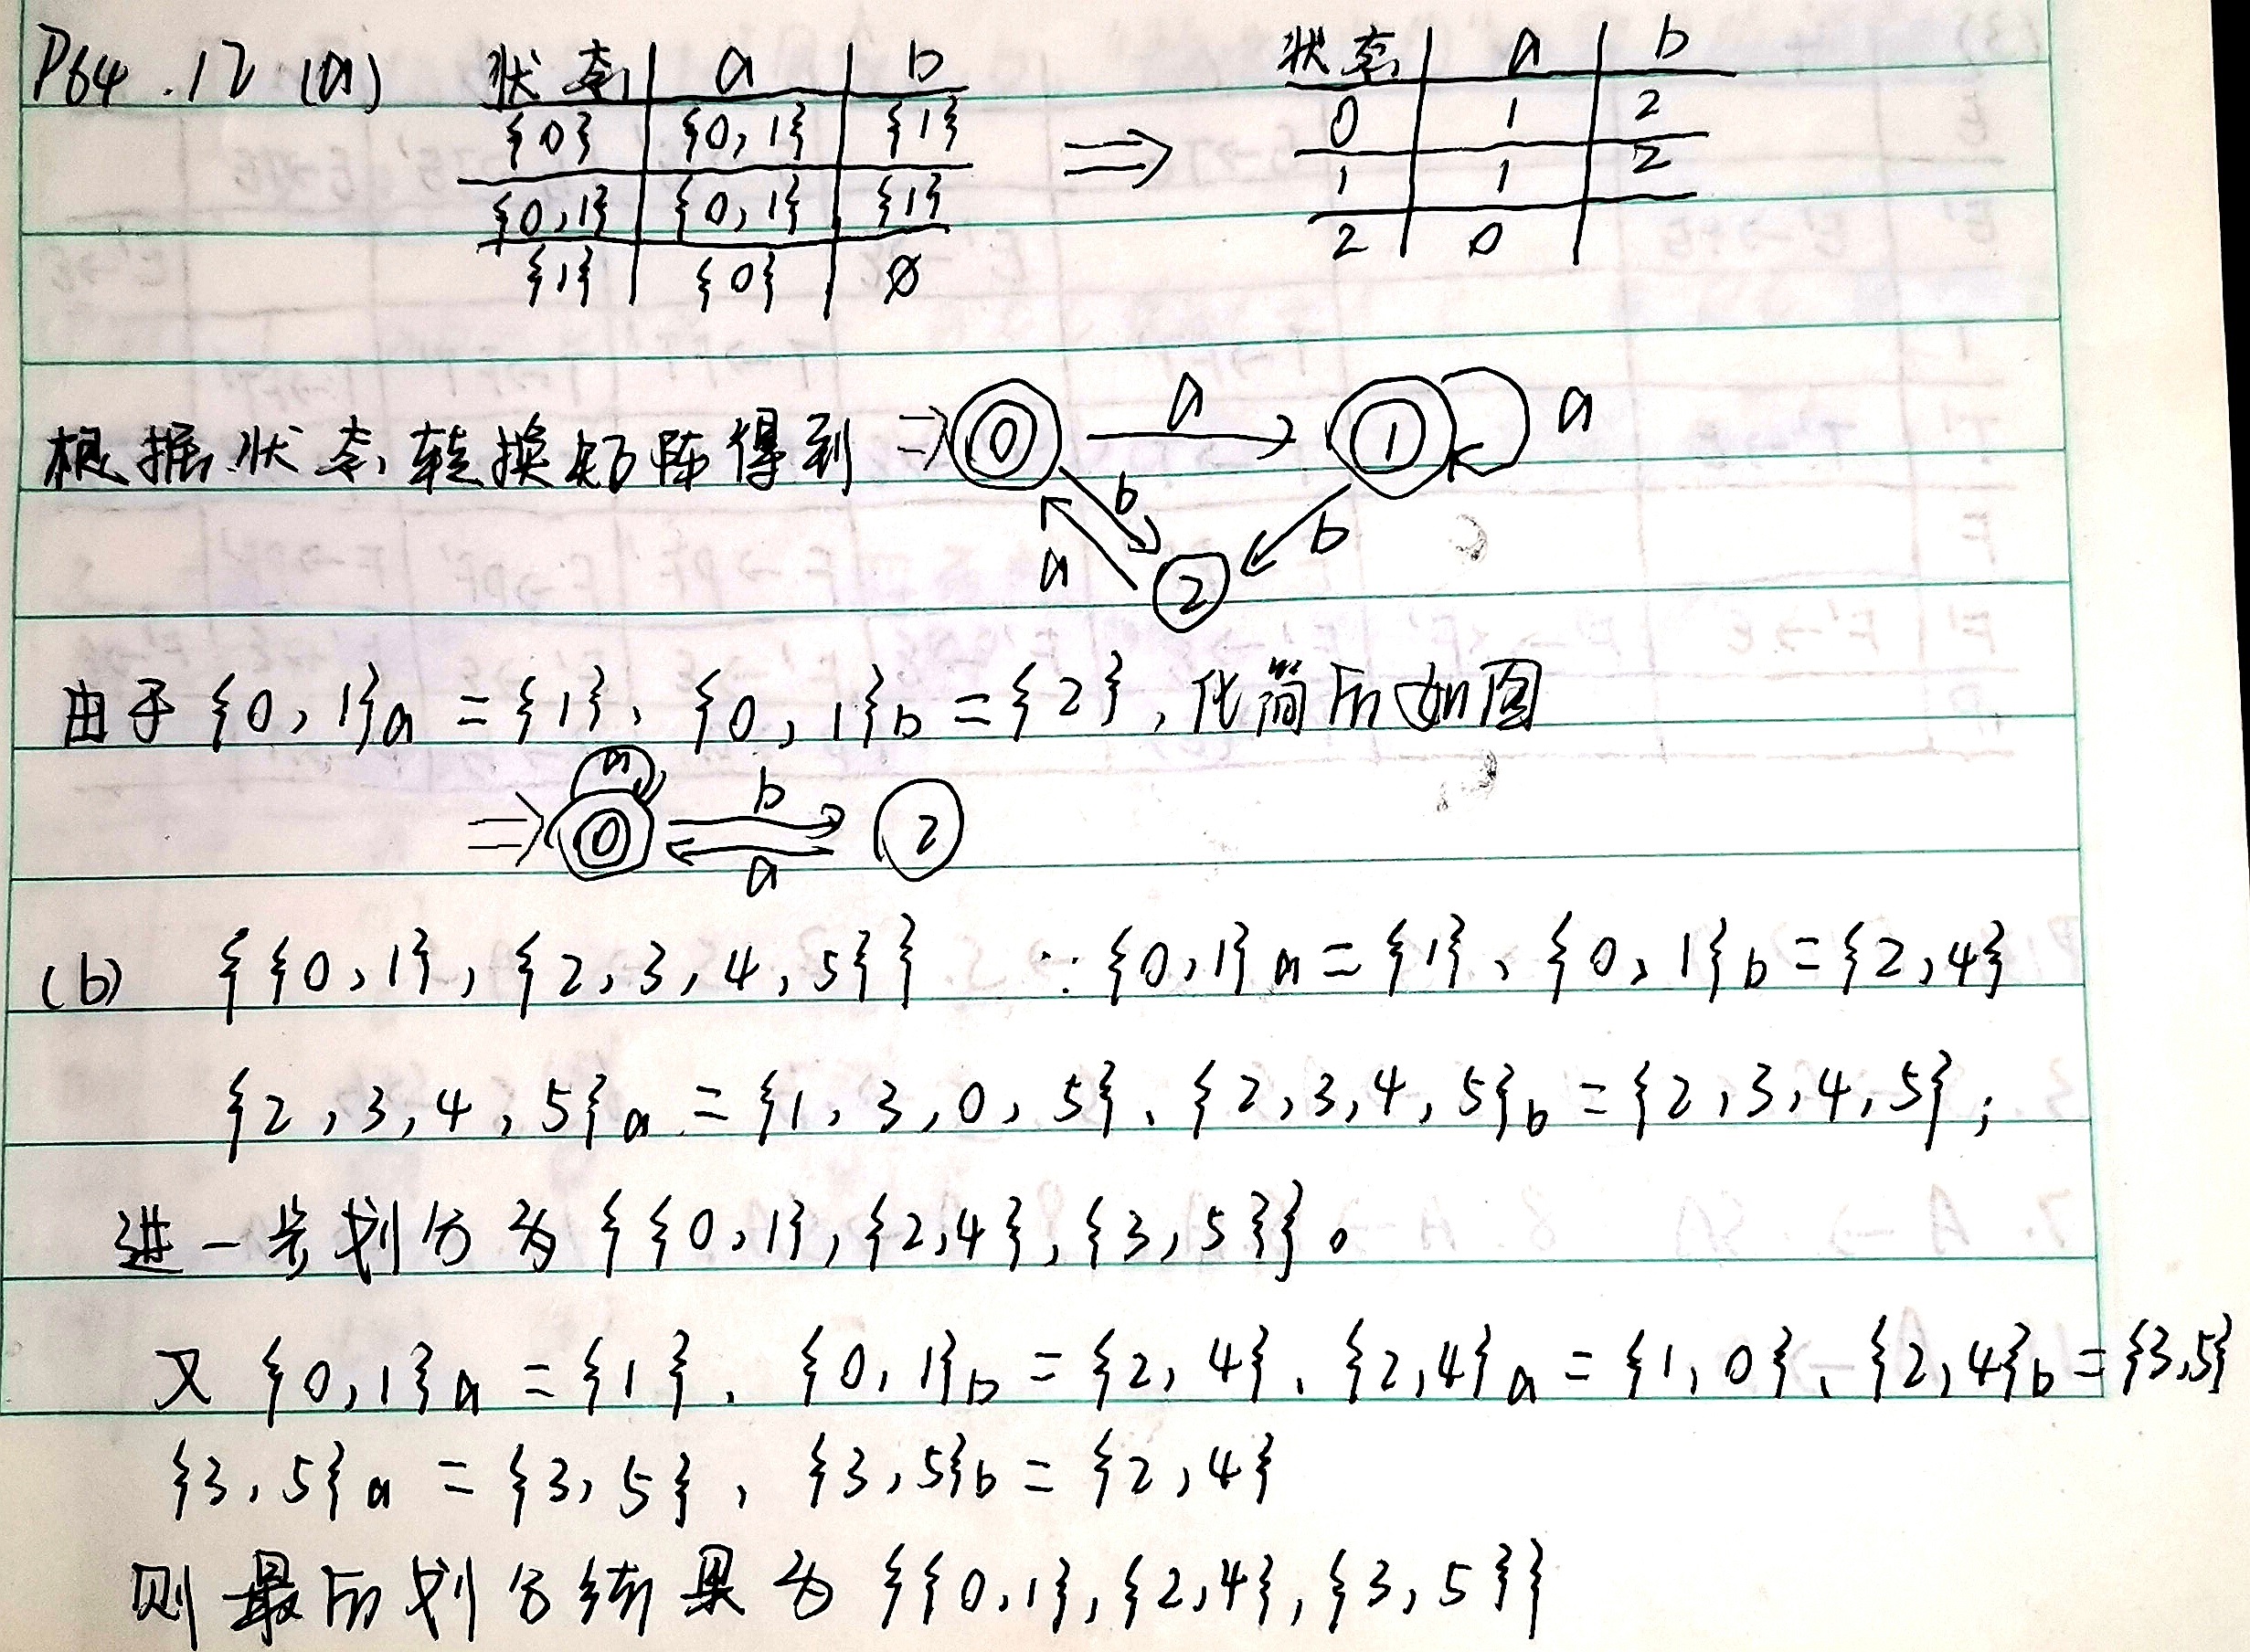 P64.12 (a) 状态 a b 状态 a b
{0} {0,1} {1} ⇒ 0 1 2
{0,1} {0,1} {1} 1 1 2
{1} {0} ∅ 2 0
根据状态转换矩阵得到 ⇒ 0 a 1 a
b a b
2
由于{0,1}a={1}、{0,1}b={2},化简后如图
a
⇒ 0 b a 2
(b) {{0,1},{2,3,4,5}} ∵{0,1}a={1}、{0,1}b={2,4}
{2,3,4,5}a={1,3,0,5}、{2,3,4,5}b={2,3,4,5};
进一步划分为{{0,1},{2,4},{3,5}}。
又{0,1}a={1}、{0,1}b={2,4}、{2,4}a={1,0}、{2,4}b={3,5}
{3,5}a={3,5}、{3,5}b={2,4}
则最后划分结果为{{0,1},{2,4},{3,5}}